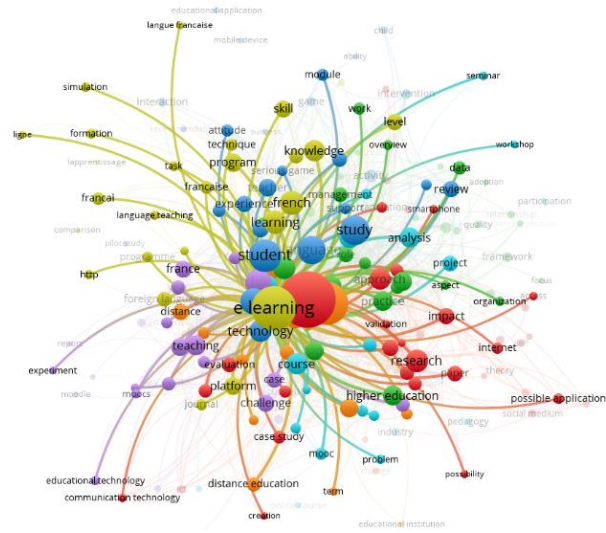 educational application
langue francaise
mobile device
child
ability
module
seminar
simulation
intervention
interaction
game
skill
work
level
ligne
formation
attitude
technique
overview
workshop
knowledge
apprentissage
task
program
serious game
activity
data
adoption
teacher
management
review
francai
francaise
experience
french
support
smartphone
participation
language teaching
learning
study
comparison
language
analysis
pilot study
student
project
framework
programme
france
http
approach
aspect
focus
foreign language
e learning
practice
organization
distance
technology
validation
impact
report
teaching
research
internet
experiment
evaluation
course
paper
theory
moodle
moocs
platform
case
higher education
possible application
journal
challenge
social medium
case study
industry
pedagogy
mooc
problem
educational technology
distance education
possibility
communication technology
term
creation
educational institution